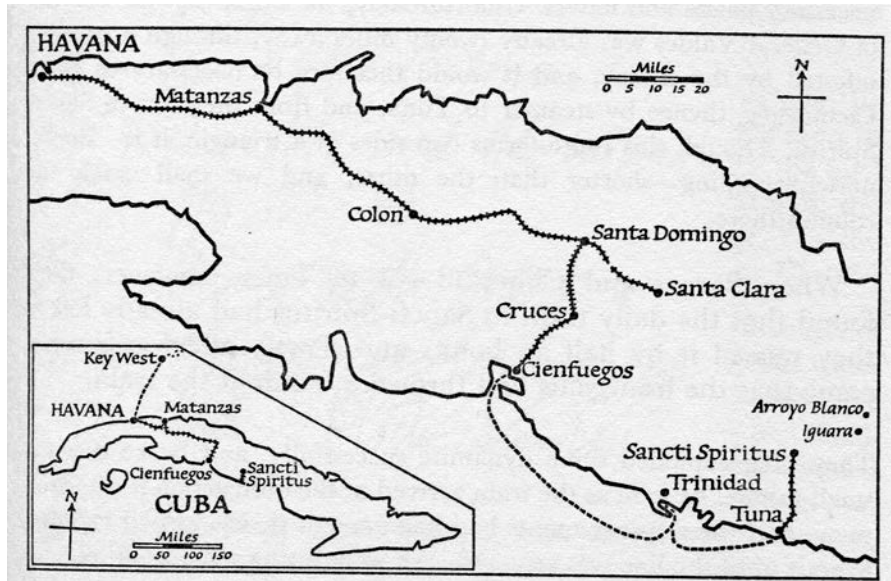 HAVANA
Matanzas
Miles
0 5 10 15 20
N
Colon
Santa Domingo
Santa Clara
Cruces
Cienfuegos
Arroyo Blanco
Iguara
Sancti Spiritus
Trinidad
Tuna
Key West
HAVANA
Matanzas
Cienfuegos
Sancti
Spiritus
CUBA
N
Miles
0 50 100 150